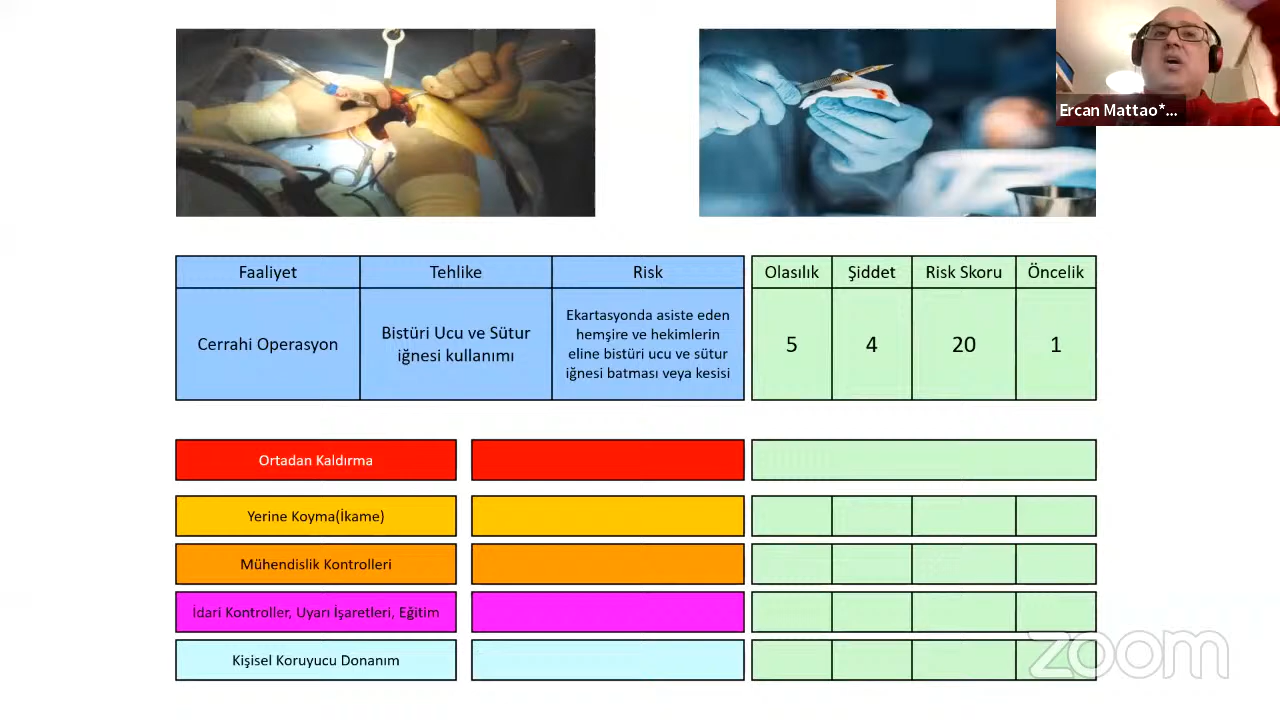 Ercan Mattao*...
Faaliyet
Tehlike
Risk
Olasılık
Şiddet
Risk Skoru
Öncelik
Cerrahi Operasyon
Bistüri Ucu ve Sütur
iğnesi kullanımı
Ekartasyonda asiste eden
hemşire ve hekimlerin
eline bistüri ucu ve sütur
iğnesi batması veya kesisi
5
4
20
1
Ortadan Kaldırma
Yerine Koyma(İkame)
Mühendislik Kontrolleri
İdari Kontroller, Uyarı İşaretleri, Eğitim
Kişisel Koruyucu Donanım
zoom